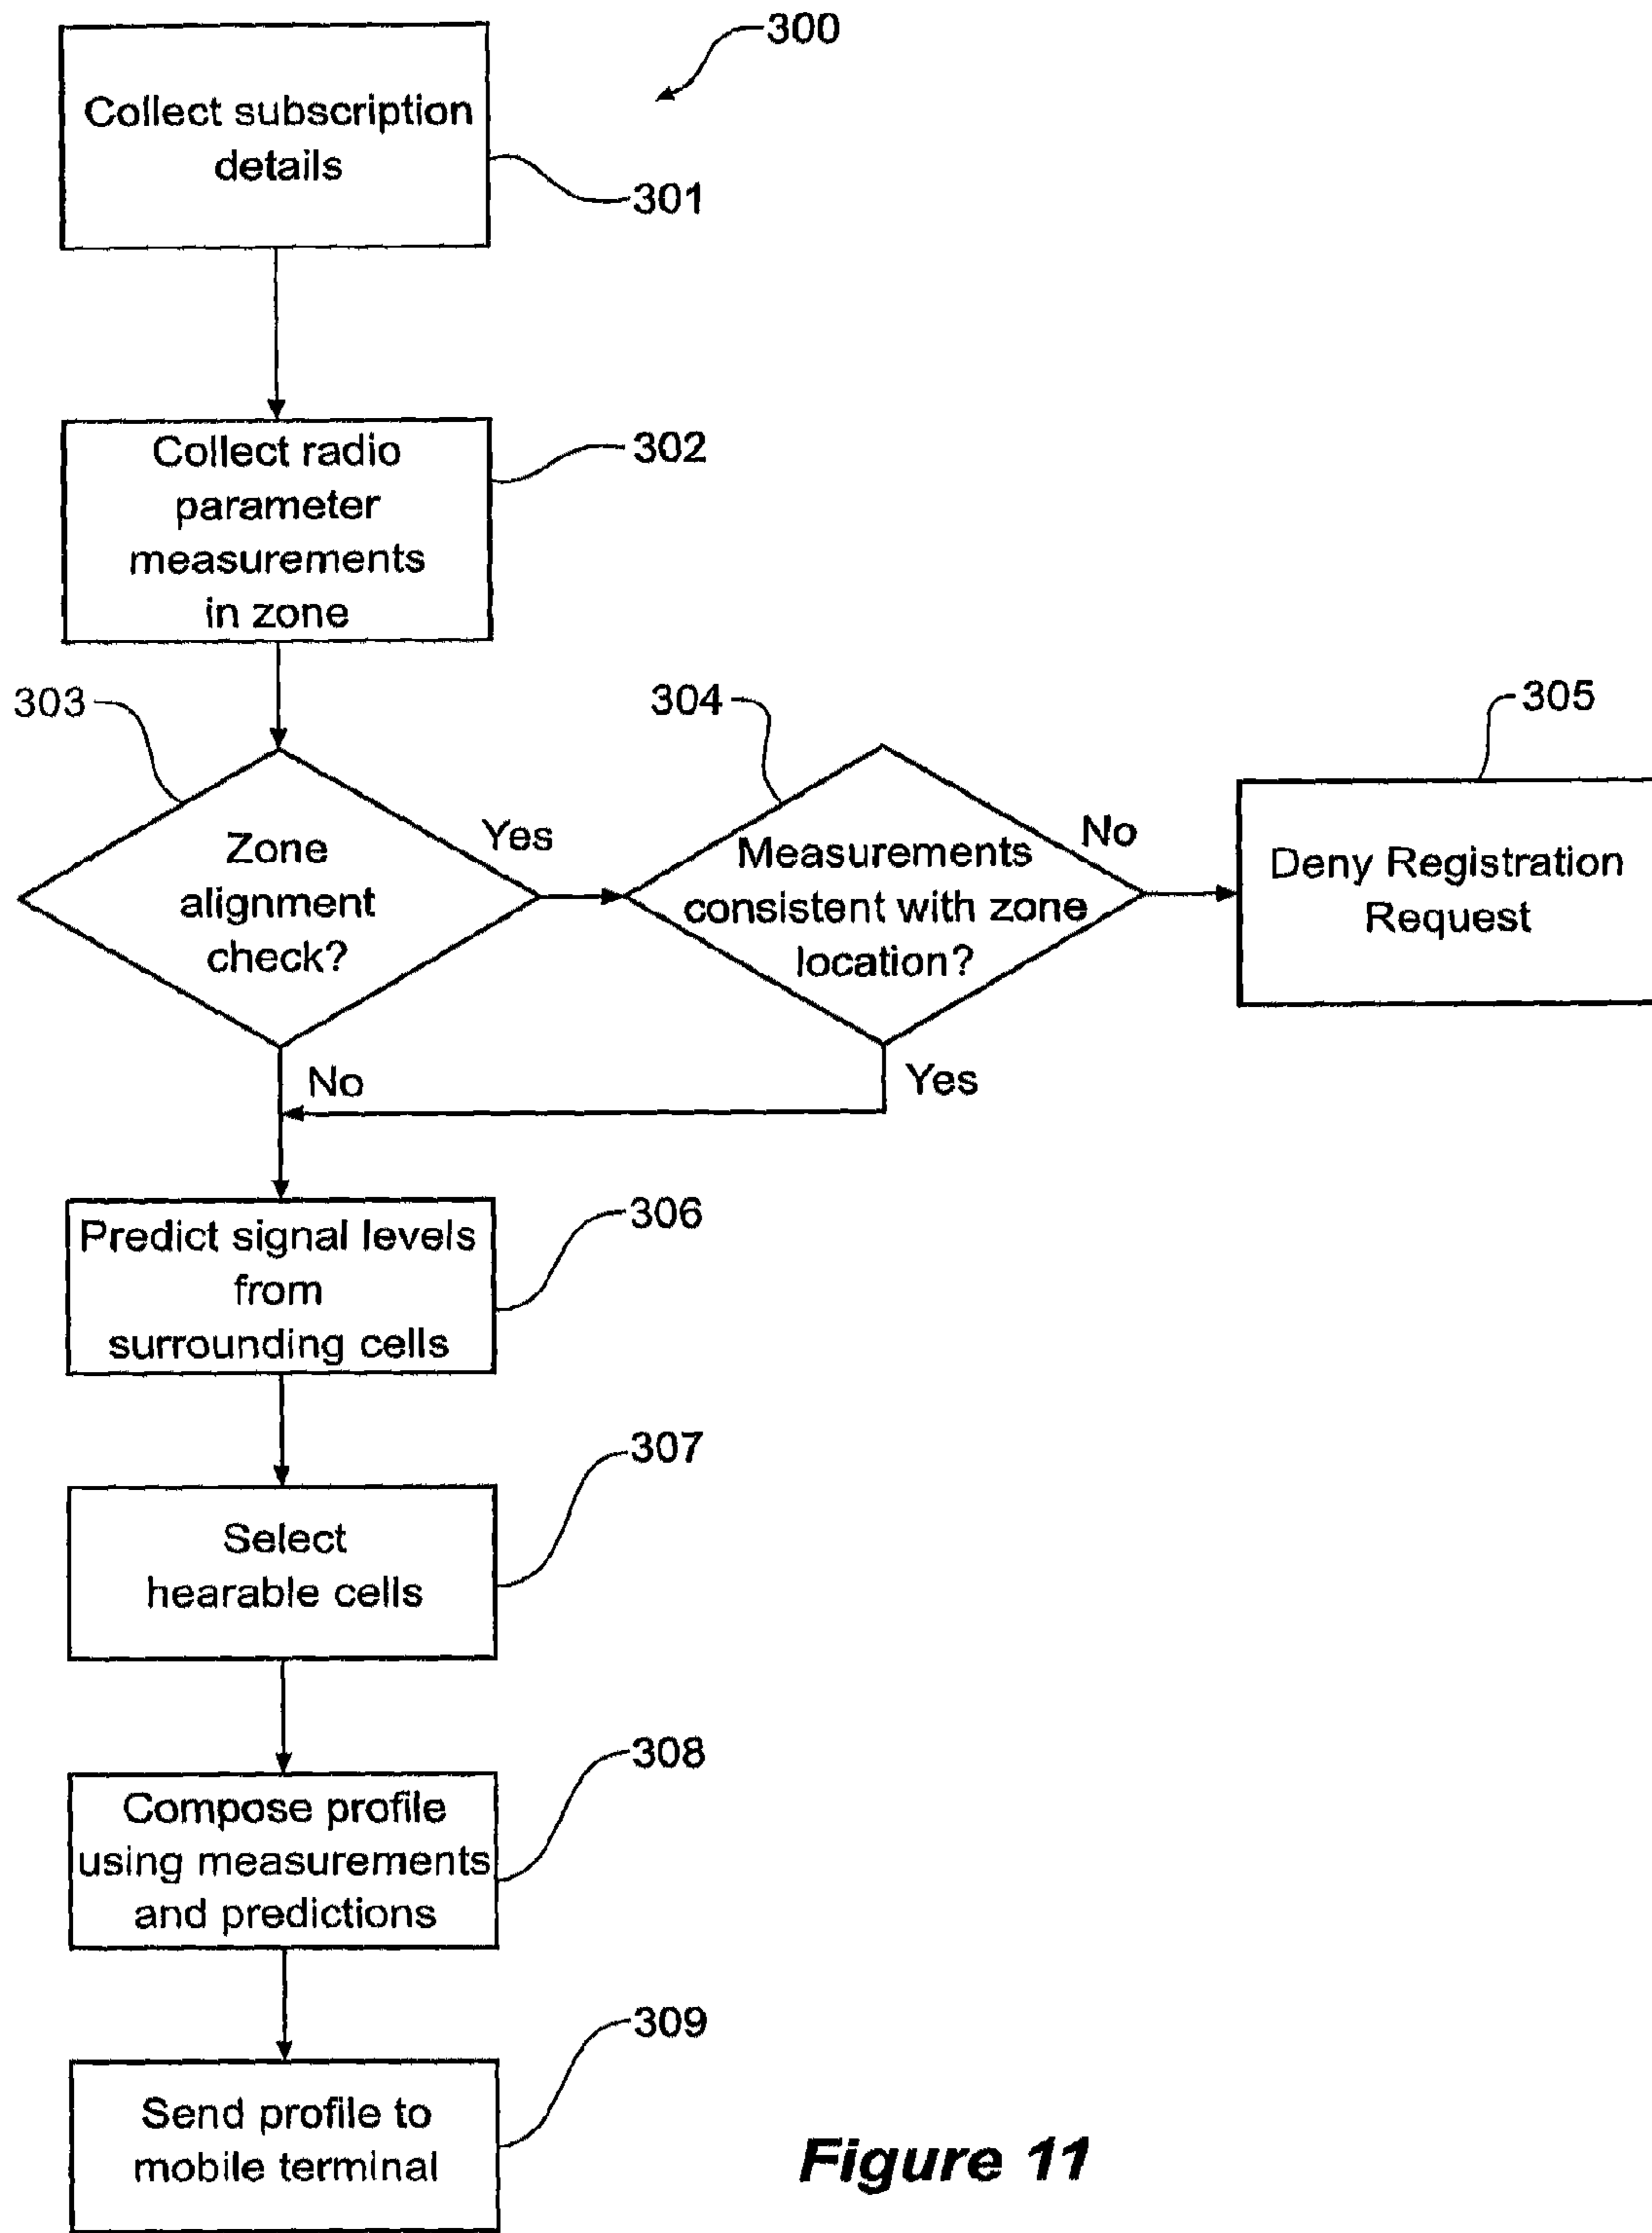 300
Collect subscription
details
301
Collect radio
parameter
measurements
in zone
302
303
Zone
alignment
check?
Yes
No
304
Measurements
consistent with zone
location?
No
Yes
305
Deny Registration
Request
Predict signal levels
from
surrounding cells
306
Select
hearable cells
307
Compose profile
using measurements
and predictions
308
Send profile to
mobile terminal
309
Figure 11